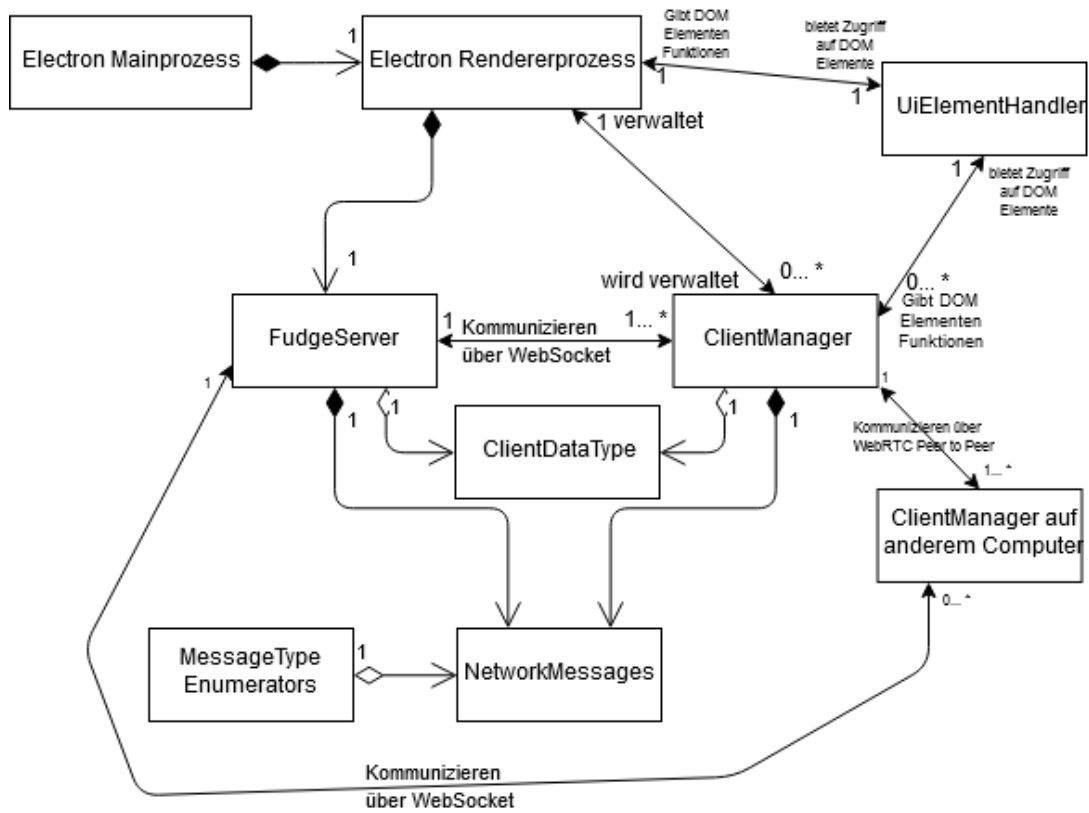 Electron Mainprozess
1
Electron Rendererprozess
Gibt DOM
Elementen
Funktionen
1
bietet Zugriff
auf DOM
Elemente
1
UiElementHandler
1 verwaltet
1
bietet Zugriff
auf DOM
Elemente
1
wird verwaltet
0... *
0... *
Gibt DOM
Elementen
Funktionen
FudgeServer
1
Kommunizieren
über WebSocket
1... *
ClientManager
1
1
1
1
1
1
ClientDataType
Kommunizieren über
WebRTC Peer to Peer
1... *
ClientManager auf
anderem Computer
0... *
MessageType
Enumerators
1
NetworkMessages
Kommunizieren
über WebSocket